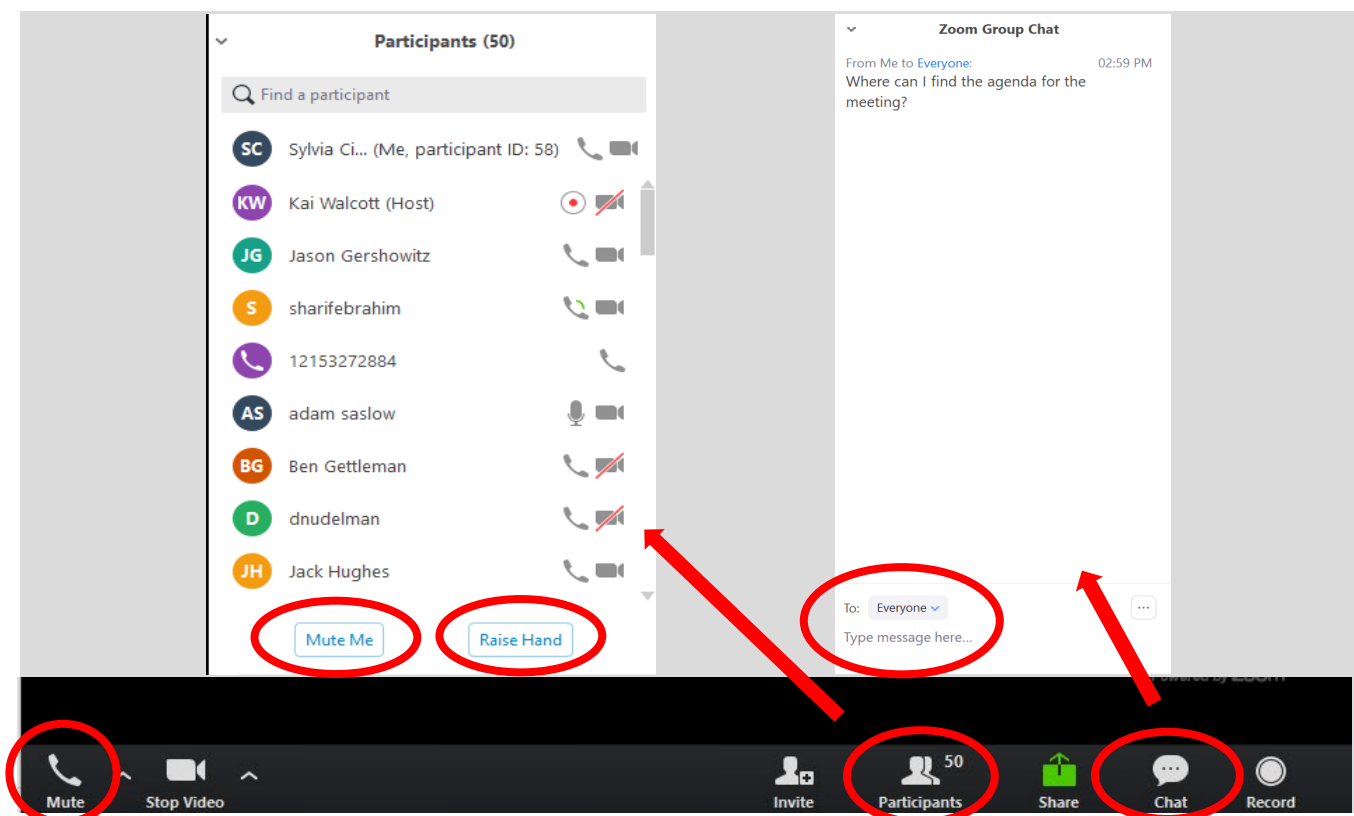 Participants (50)
Find a participant
SC Sylvia Ci... (Me, participant ID: 58)
KW Kai Walcott (Host)
JG Jason Gershowitz
S sharifebrahim
12153272884
AS adam saslow
BG Ben Gettleman
D dnudelman
JH Jack Hughes
Mute Me Raise Hand
Zoom Group Chat
From Me to Everyone: 02:59 PM
Where can I find the agenda for the
meeting?
To: Everyone
Type message here...
Powered by zoom
Mute Stop Video Invite Participants 50 Share Chat Record